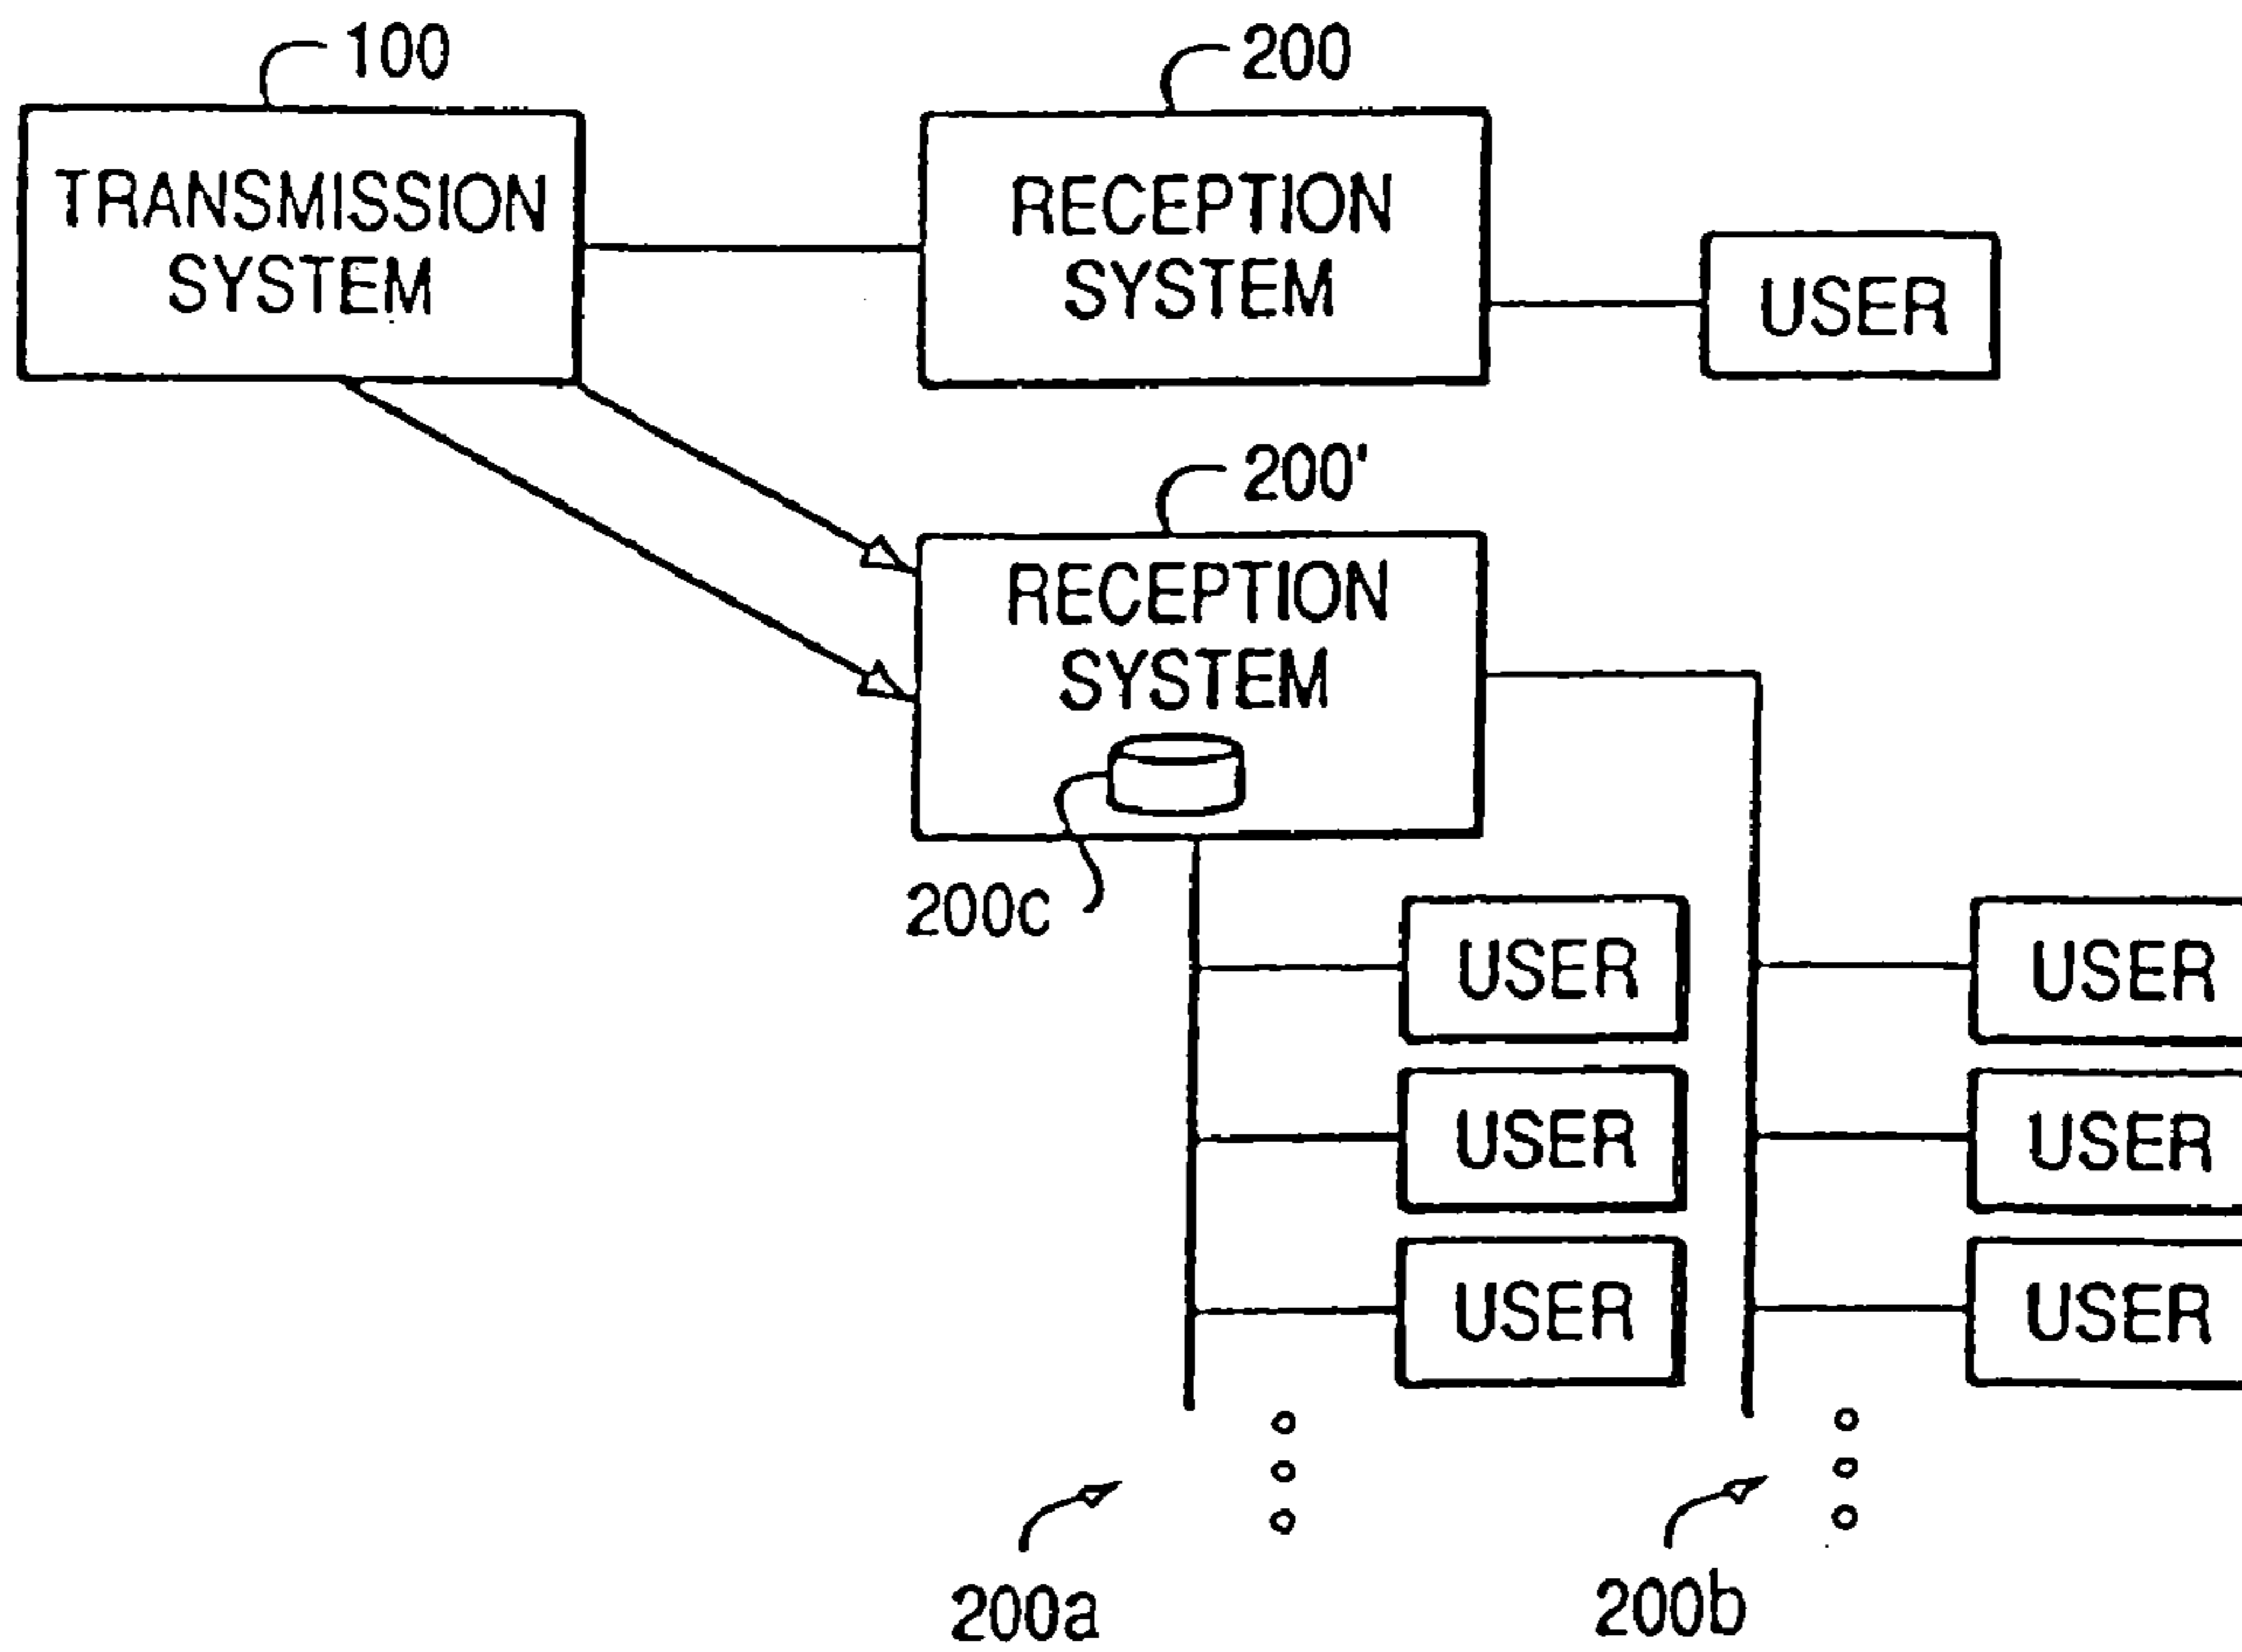 100
200
TRANSMISSION
SYSTEM
RECEPTION
SYSTEM
USER
200'
RECEPTION
SYSTEM
200c
USER
USER
USER
USER
USER
USER
200a
200b